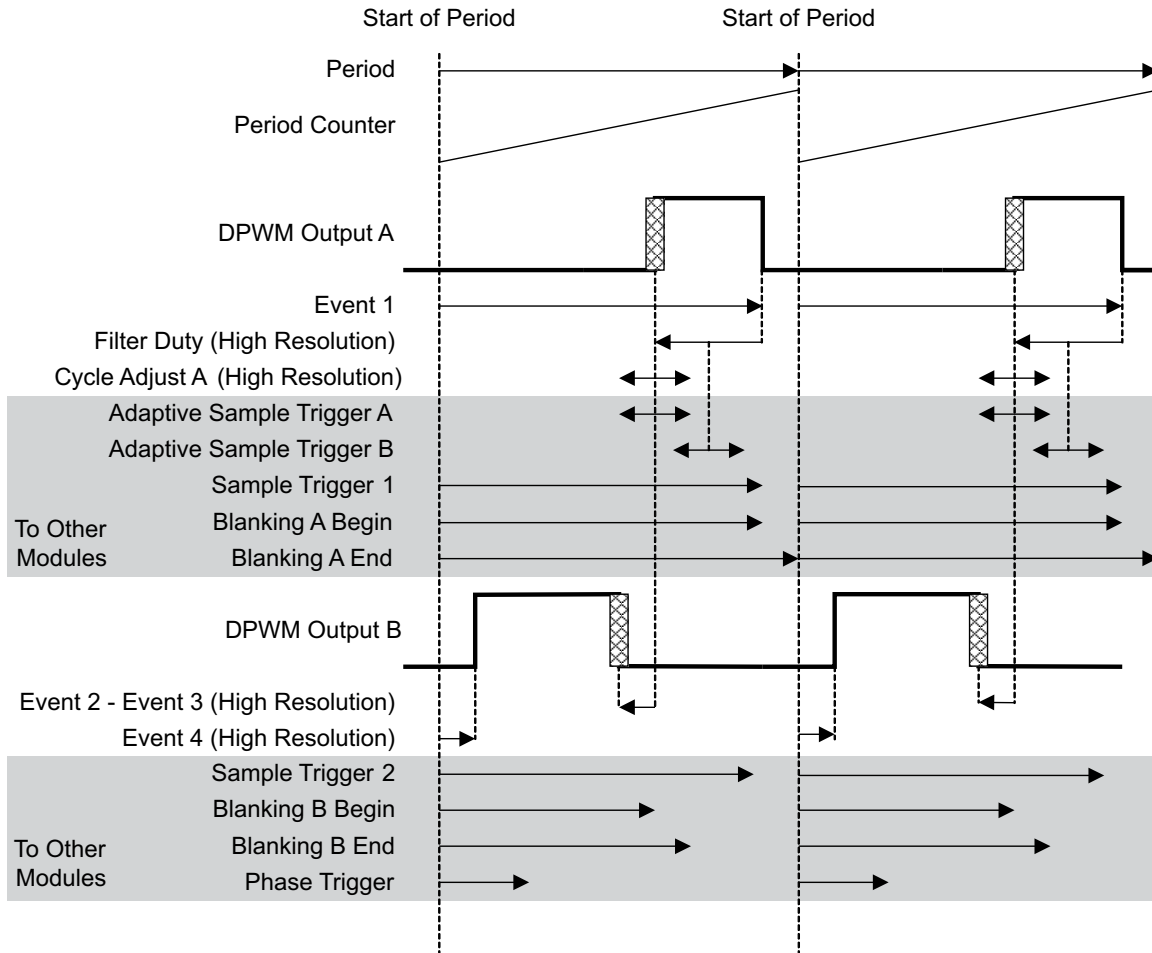 Start of Period
Start of Period
Period
Period Counter
DPWM Output A
Event 1
Filter Duty (High Resolution)
Cycle Adjust A (High Resolution)
Adaptive Sample Trigger A
Adaptive Sample Trigger B
Sample Trigger 1
Blanking A Begin
Blanking A End
To Other
Modules
DPWM Output B
Event 2 - Event 3 (High Resolution)
Event 4 (High Resolution)
Sample Trigger 2
Blanking B Begin
Blanking B End
Phase Trigger
To Other
Modules